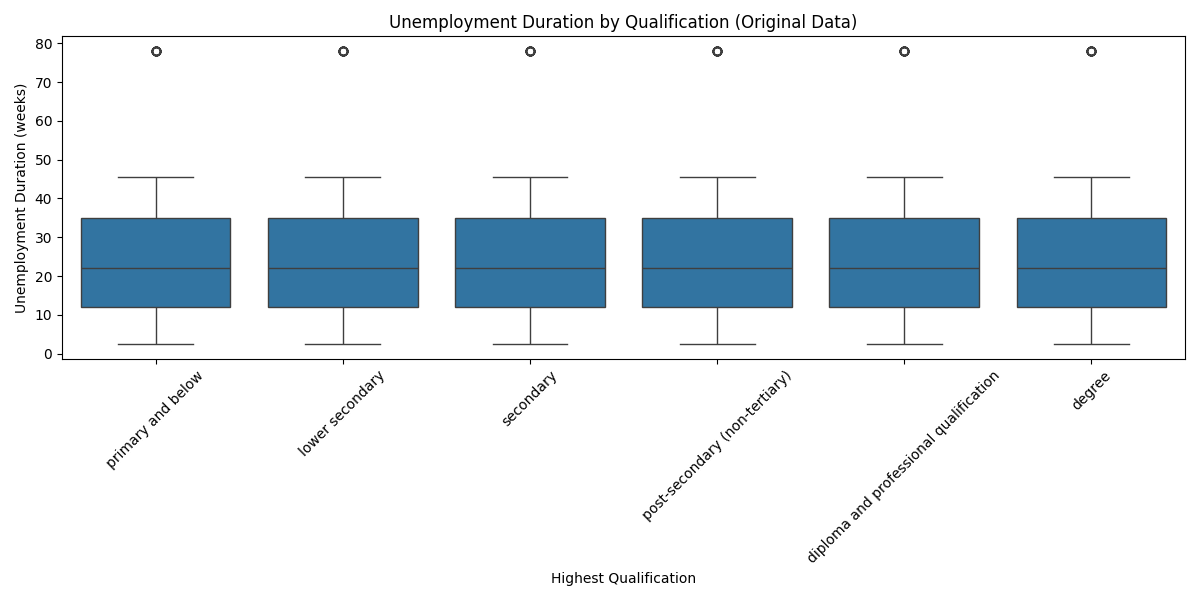 Unemployment Duration by Qualification (Original Data)
Unemployment Duration (weeks)
80
70
60
50
40
30
20
10
0
primary and below
lower secondary
secondary
post-secondary (non-tertiary)
diploma and professional qualification
degree
Highest Qualification